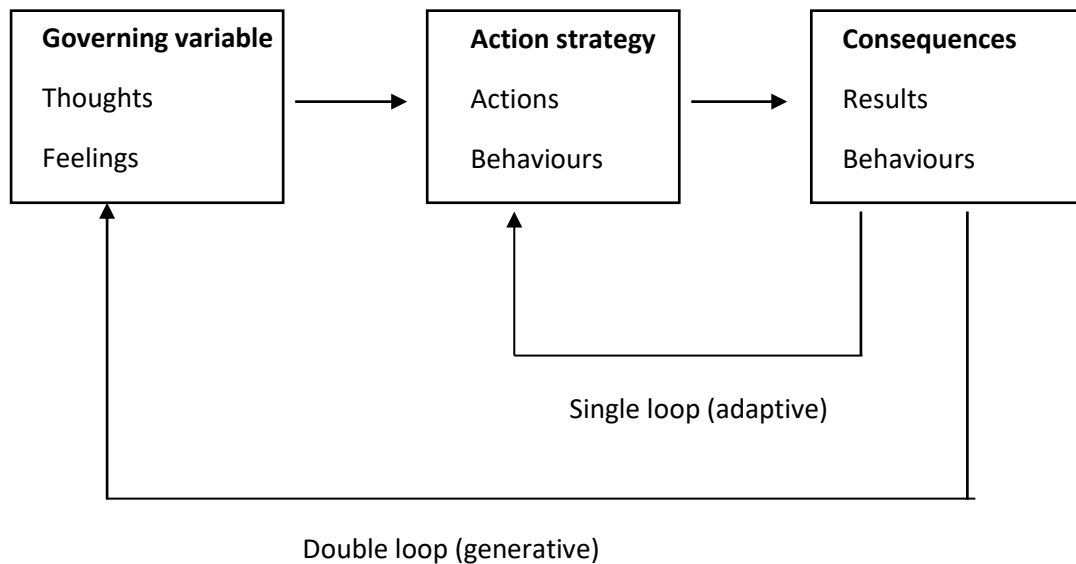 Governing variable
Thoughts
Feelings
Action strategy
Actions
Behaviours
Consequences
Results
Behaviours
Single loop (adaptive)
Double loop (generative)